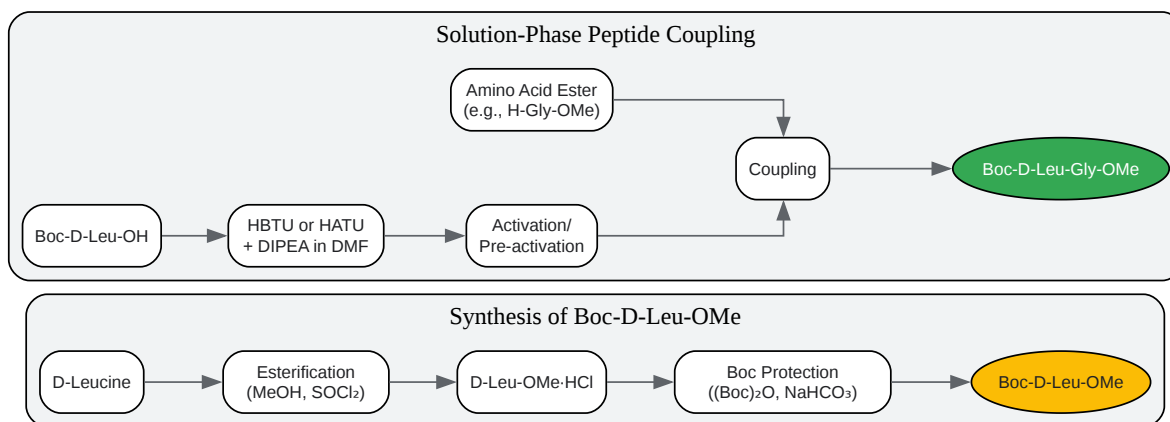 Solution-Phase Peptide Coupling
Amino Acid Ester
(e.g., H-Gly-OMe)
Coupling
Boc-D-Leu-Gly-OMe
Boc-D-Leu-OH
HBTU or HATU
+ DIPEA in DMF
Activation/
Pre-activation
Synthesis of Boc-D-Leu-OMe
D-Leucine
Esterification
(MeOH, SOCl₂)
D-Leu-OMe·HCl
Boc Protection
((Boc)₂O, NaHCO₃)
Boc-D-Leu-OMe